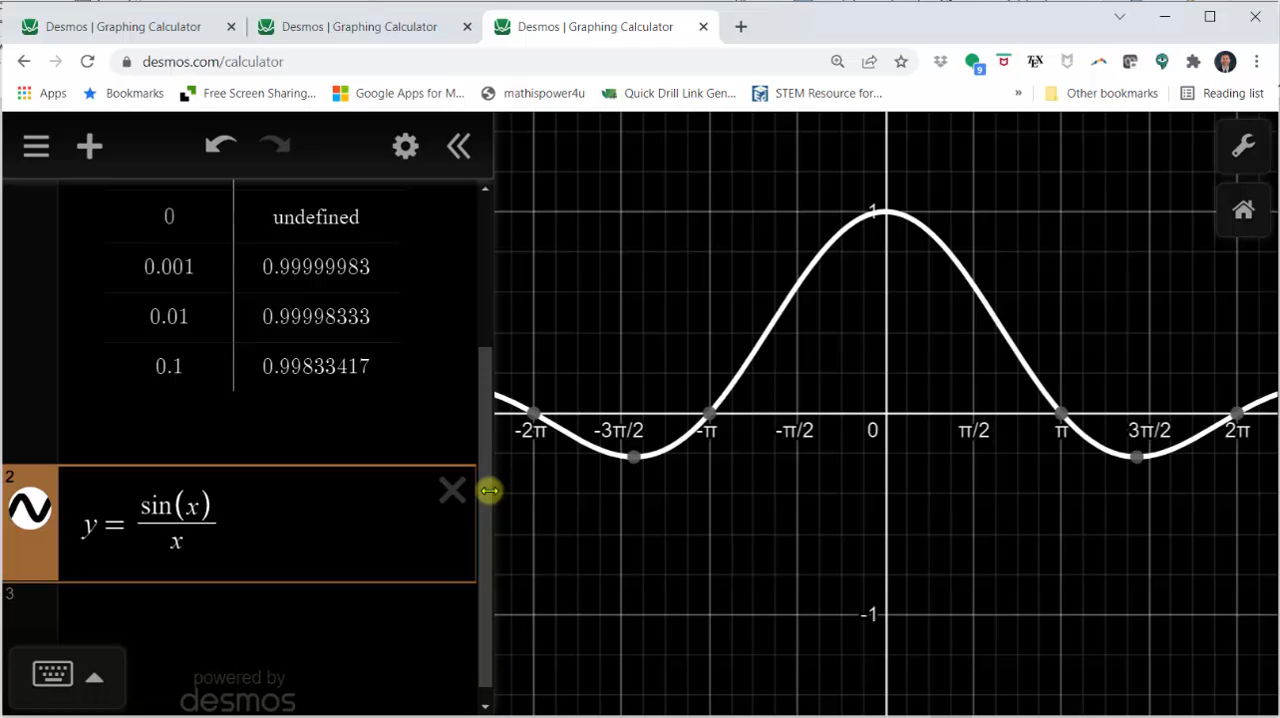 Desmos | Graphing Calculator
Desmos | Graphing Calculator
Desmos | Graphing Calculator
desmos.com/calculator
9
TEX
Apps
Bookmarks
Free Screen Sharing...
Google Apps for M...
mathispower4u
Quick Drill Link Gen...
STEM Resource for...
»
Other bookmarks
Reading list
0 undefined
0.001 0.99999983
0.01 0.99998333
0.1 0.99833417
2
y = sin(x)/x
3
powered by
desmos
1
-2π -3π/2 -π -π/2 0 π/2 π 3π/2 2π
-1